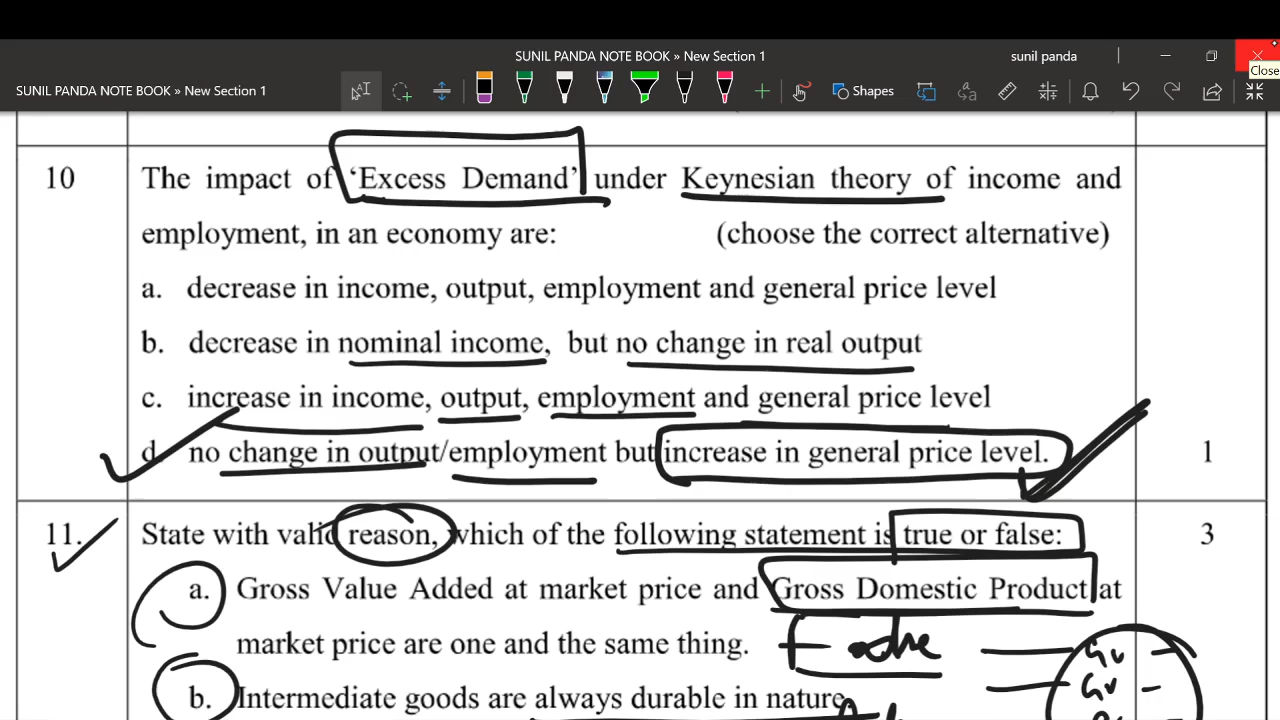 SUNIL PANDA NOTE BOOK » New Section 1
sunil panda
Close
SUNIL PANDA NOTE BOOK » New Section 1
Shapes
10
The impact of ‘Excess Demand’ under Keynesian theory of income and
employment, in an economy are: (choose the correct alternative)
a. decrease in income, output, employment and general price level
b. decrease in nominal income, but no change in real output
c. increase in income, output, employment and general price level
d. no change in output/employment but increase in general price level. 1
11. State with valid reason, which of the following statement is true or false: 3
a. Gross Value Added at market price and Gross Domestic Product at
market price are one and the same thing.
b. Intermediate goods are always durable in nature.